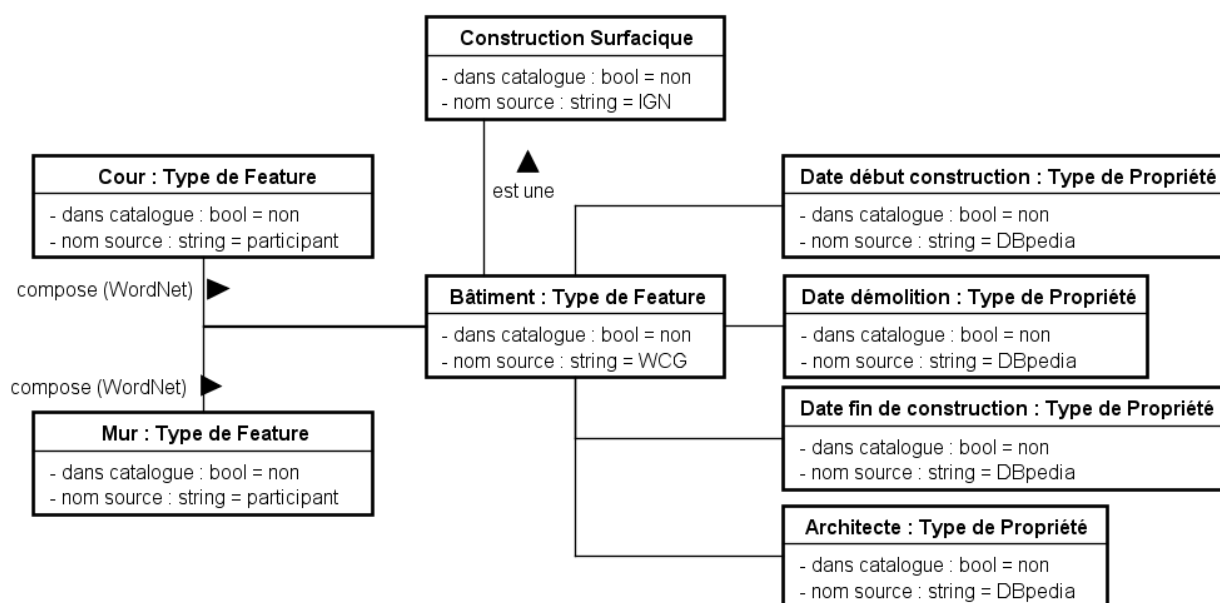 Construction Surfacique
- dans catalogue : bool = non
- nom source : string = IGN
est une
Cour : Type de Feature
- dans catalogue : bool = non
- nom source : string = participant
compose (WordNet)
compose (WordNet)
Mur : Type de Feature
- dans catalogue : bool = non
- nom source : string = participant
Bâtiment : Type de Feature
- dans catalogue : bool = non
- nom source : string = WCG
Date début construction : Type de Propriété
- dans catalogue : bool = non
- nom source : string = DBpedia
Date démolition : Type de Propriété
- dans catalogue : bool = non
- nom source : string = DBpedia
Date fin de construction : Type de Propriété
- dans catalogue : bool = non
- nom source : string = DBpedia
Architecte : Type de Propriété
- dans catalogue : bool = non
- nom source : string = DBpedia